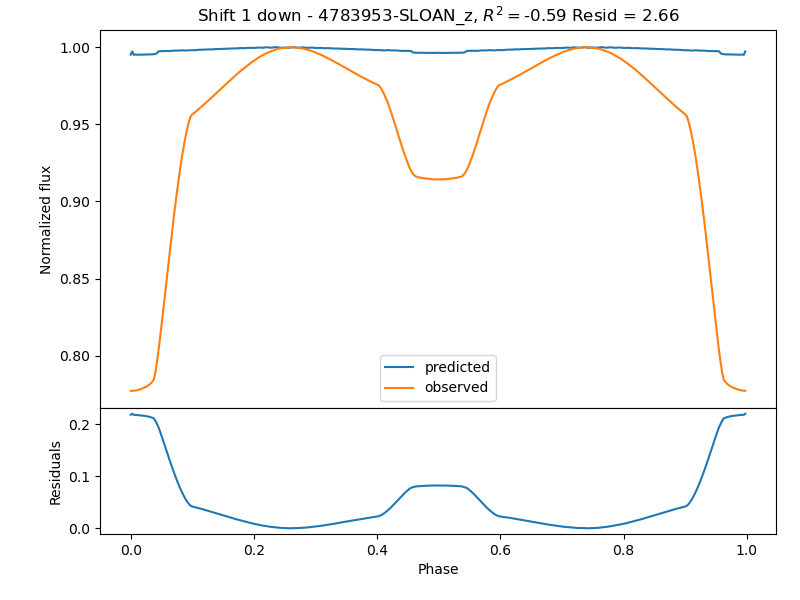 Shift 1 down - 4783953-SLOAN_z, $R^2 = $-0.59 Resid = 2.66
1.00
0.95
0.90
0.85
0.80
Normalized flux
predicted
observed
0.2
0.1
0.0
Residuals
0.0 0.2 0.4 0.6 0.8 1.0
Phase